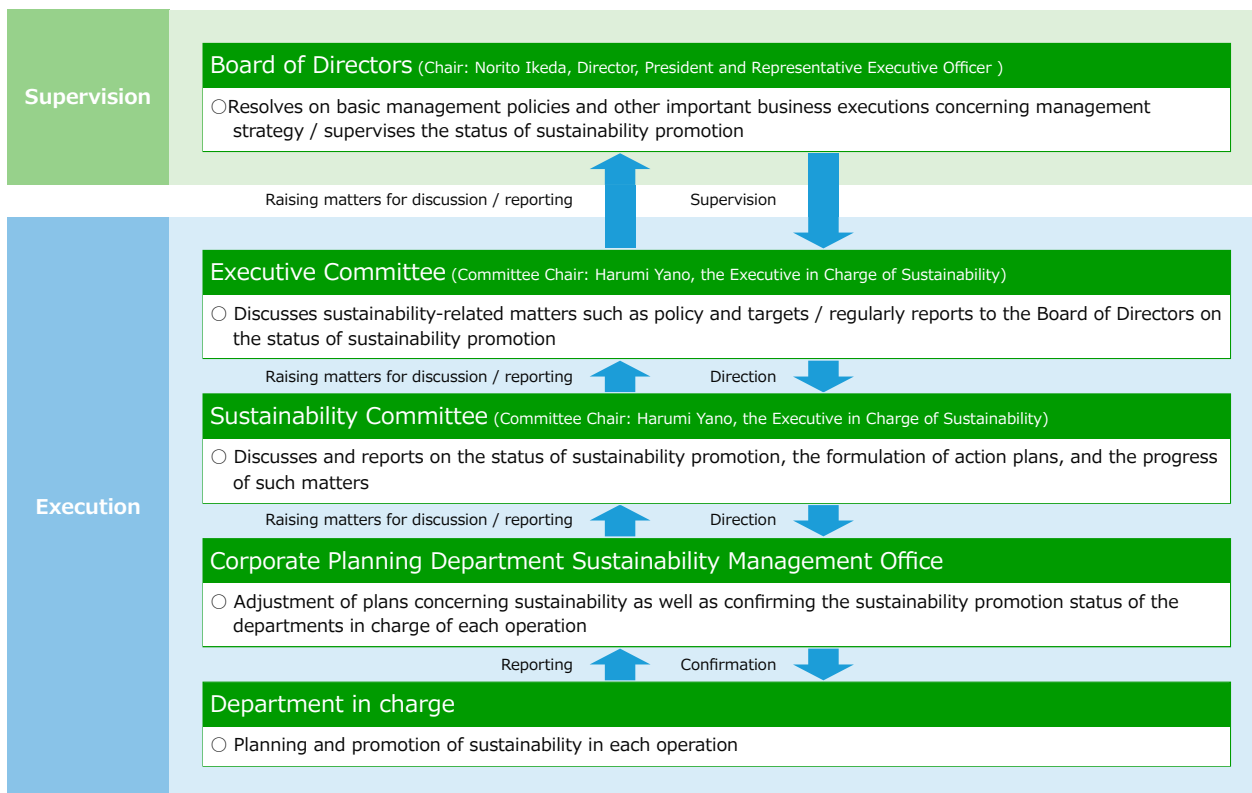 Supervision
Board of Directors (Chair: Norito Ikeda, Director, President and Representative Executive Officer )
○Resolves on basic management policies and other important business executions concerning management
strategy / supervises the status of sustainability promotion
Raising matters for discussion / reporting
Supervision
Execution
Executive Committee (Committee Chair: Harumi Yano, the Executive in Charge of Sustainability)
○ Discusses sustainability-related matters such as policy and targets / regularly reports to the Board of Directors on
the status of sustainability promotion
Raising matters for discussion / reporting
Direction
Sustainability Committee (Committee Chair: Harumi Yano, the Executive in Charge of Sustainability)
○ Discusses and reports on the status of sustainability promotion, the formulation of action plans, and the progress
of such matters
Raising matters for discussion / reporting
Direction
Corporate Planning Department Sustainability Management Office
○ Adjustment of plans concerning sustainability as well as confirming the sustainability promotion status of the
departments in charge of each operation
Reporting
Confirmation
Department in charge
○ Planning and promotion of sustainability in each operation